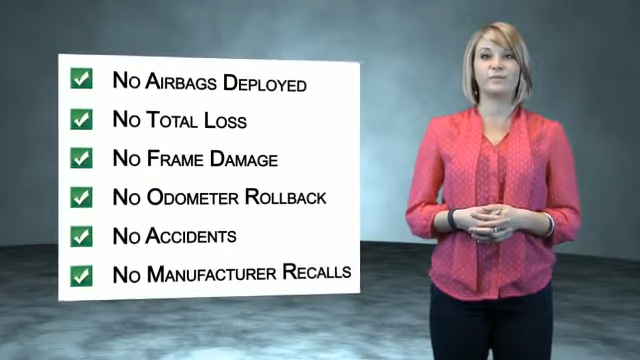 No Airbags Deployed
No Total Loss
No Frame Damage
No Odometer Rollback
No Accidents
No Manufacturer Recalls